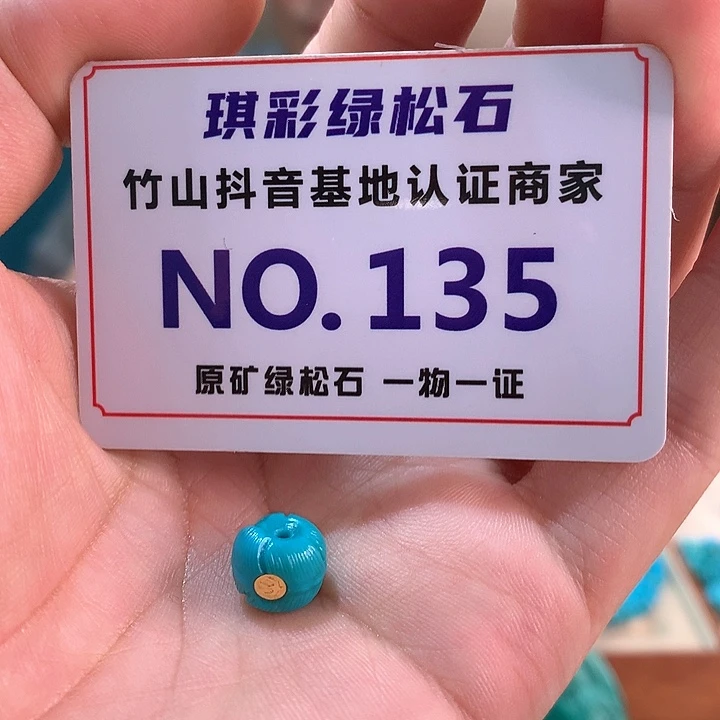 琪彩绿松石
竹山抖音基地认证商家
NO.135
原矿绿松石 一物一证